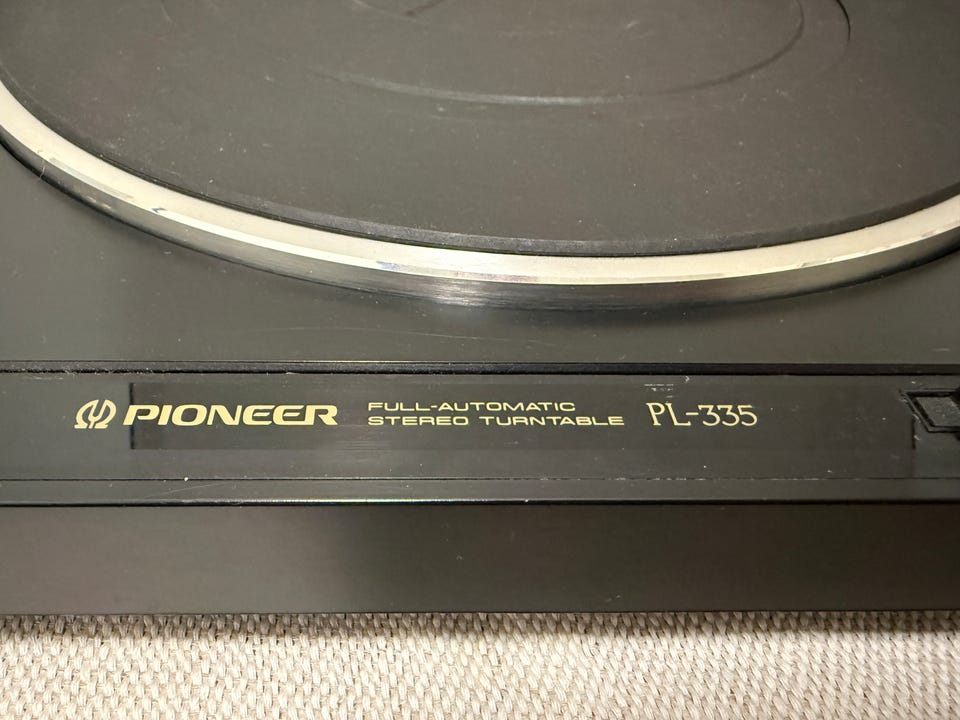 PIONEER
FULL-AUTOMATIC
STEREO TURNTABLE
PL-335